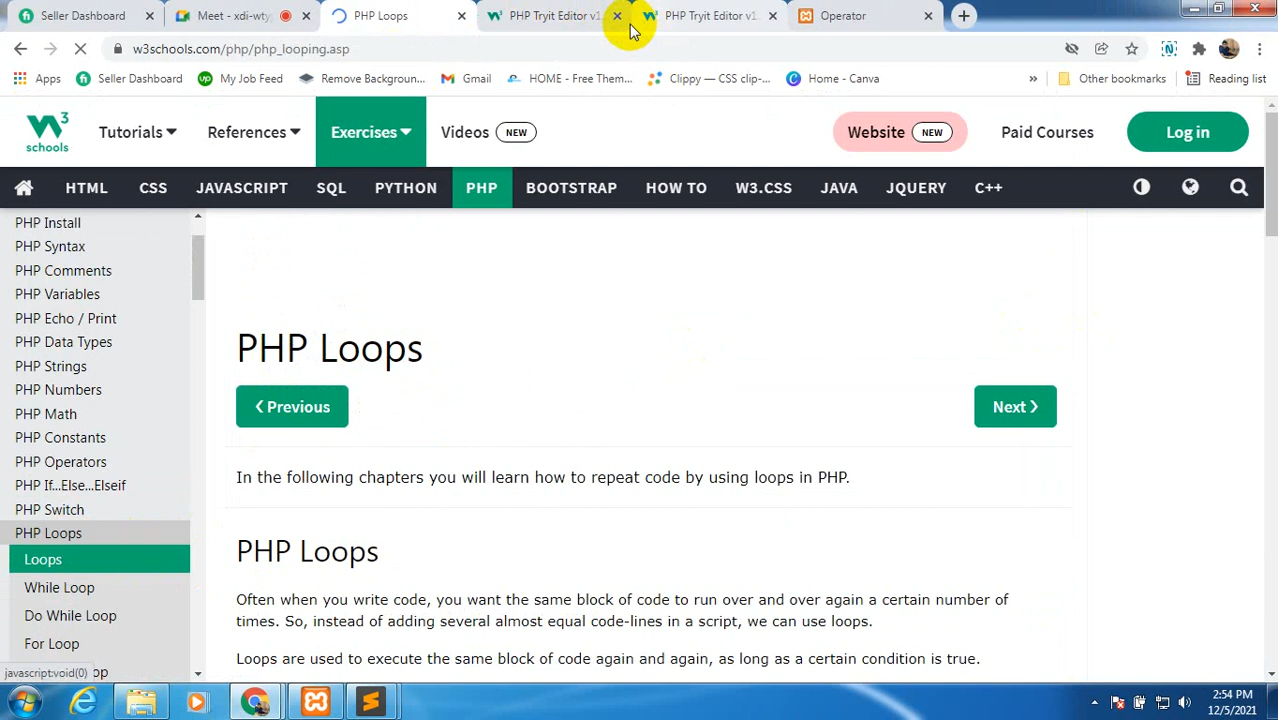 Seller Dashboard
Meet - xdi-wty
PHP Loops
PHP Tryit Editor v1.
PHP Tryit Editor v1.
Operator
w3schools.com/php/php_looping.asp
Apps
Seller Dashboard
My Job Feed
Remove Backgroun...
Gmail
HOME - Free Them...
Clippy — CSS clip-...
Home - Canva
»
Other bookmarks
Reading list
W3
schools
Tutorials
References
Exercises
Videos NEW
Website NEW
Paid Courses
Log in
HTML
CSS
JAVASCRIPT
SQL
PYTHON
PHP
BOOTSTRAP
HOW TO
W3.CSS
JAVA
JQUERY
C++
PHP Install
PHP Syntax
PHP Comments
PHP Variables
PHP Echo / Print
PHP Data Types
PHP Strings
PHP Numbers
PHP Math
PHP Constants
PHP Operators
PHP If...Else...Elseif
PHP Switch
PHP Loops
Loops
While Loop
Do While Loop
For Loop
op
javascript:void(0)
PHP Loops
❮ Previous
Next ❯
In the following chapters you will learn how to repeat code by using loops in PHP.
PHP Loops
Often when you write code, you want the same block of code to run over and over again a certain number of
times. So, instead of adding several almost equal code-lines in a script, we can use loops.
Loops are used to execute the same block of code again and again, as long as a certain condition is true.
2:54 PM
12/5/2021